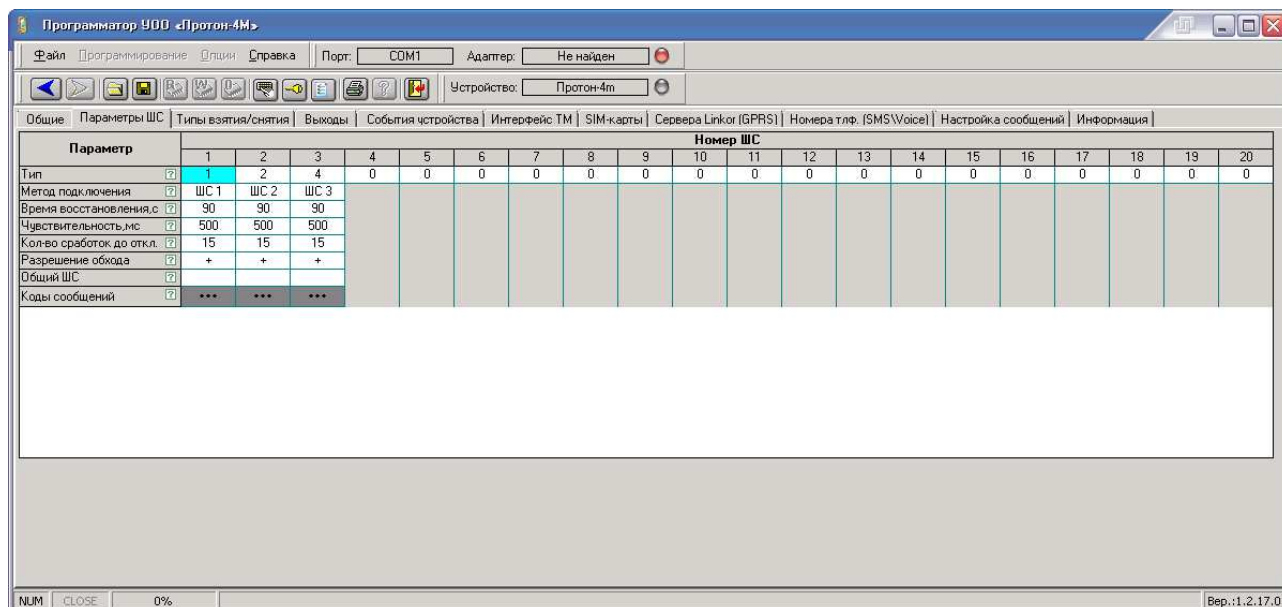 Программатор УОО «Протон-4М»
Файл Программирование Опции Справка Порт: COM1 Адаптер: Не найден
Устройство: Протон-4m
Общие Параметры ШС Типы взятия/снятия Выходы События устройства Интерфейс ТМ SIM-карты Сервера Linkor (GPRS) Номера тлф. (SMS\Voice) Настройка сообщений Информация
Параметр Номер ШС
1 2 3 4 5 6 7 8 9 10 11 12 13 14 15 16 17 18 19 20
Тип ? 1 2 4 0 0 0 0 0 0 0 0 0 0 0 0 0 0 0 0 0
Метод подключения ? ШС 1 ШС 2 ШС 3
Время восстановления,с ? 90 90 90
Чувствительность,мс ? 500 500 500
Кол-во сработок до откл. ? 15 15 15
Разрешение обхода ? + + +
Общий ШС ?
Коды сообщений ? ••• ••• •••
NUM CLOSE 0% Вер.:1.2.17.0